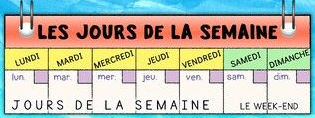 LES JOURS DE LA SEMAINE
LUNDI MARDI MERCREDI JEUDI VENDREDI SAMEDI DIMANCHE
lun. mar. mer. jeu. ven. sam. dim.
JOURS DE LA SEMAINE LE WEEK-END